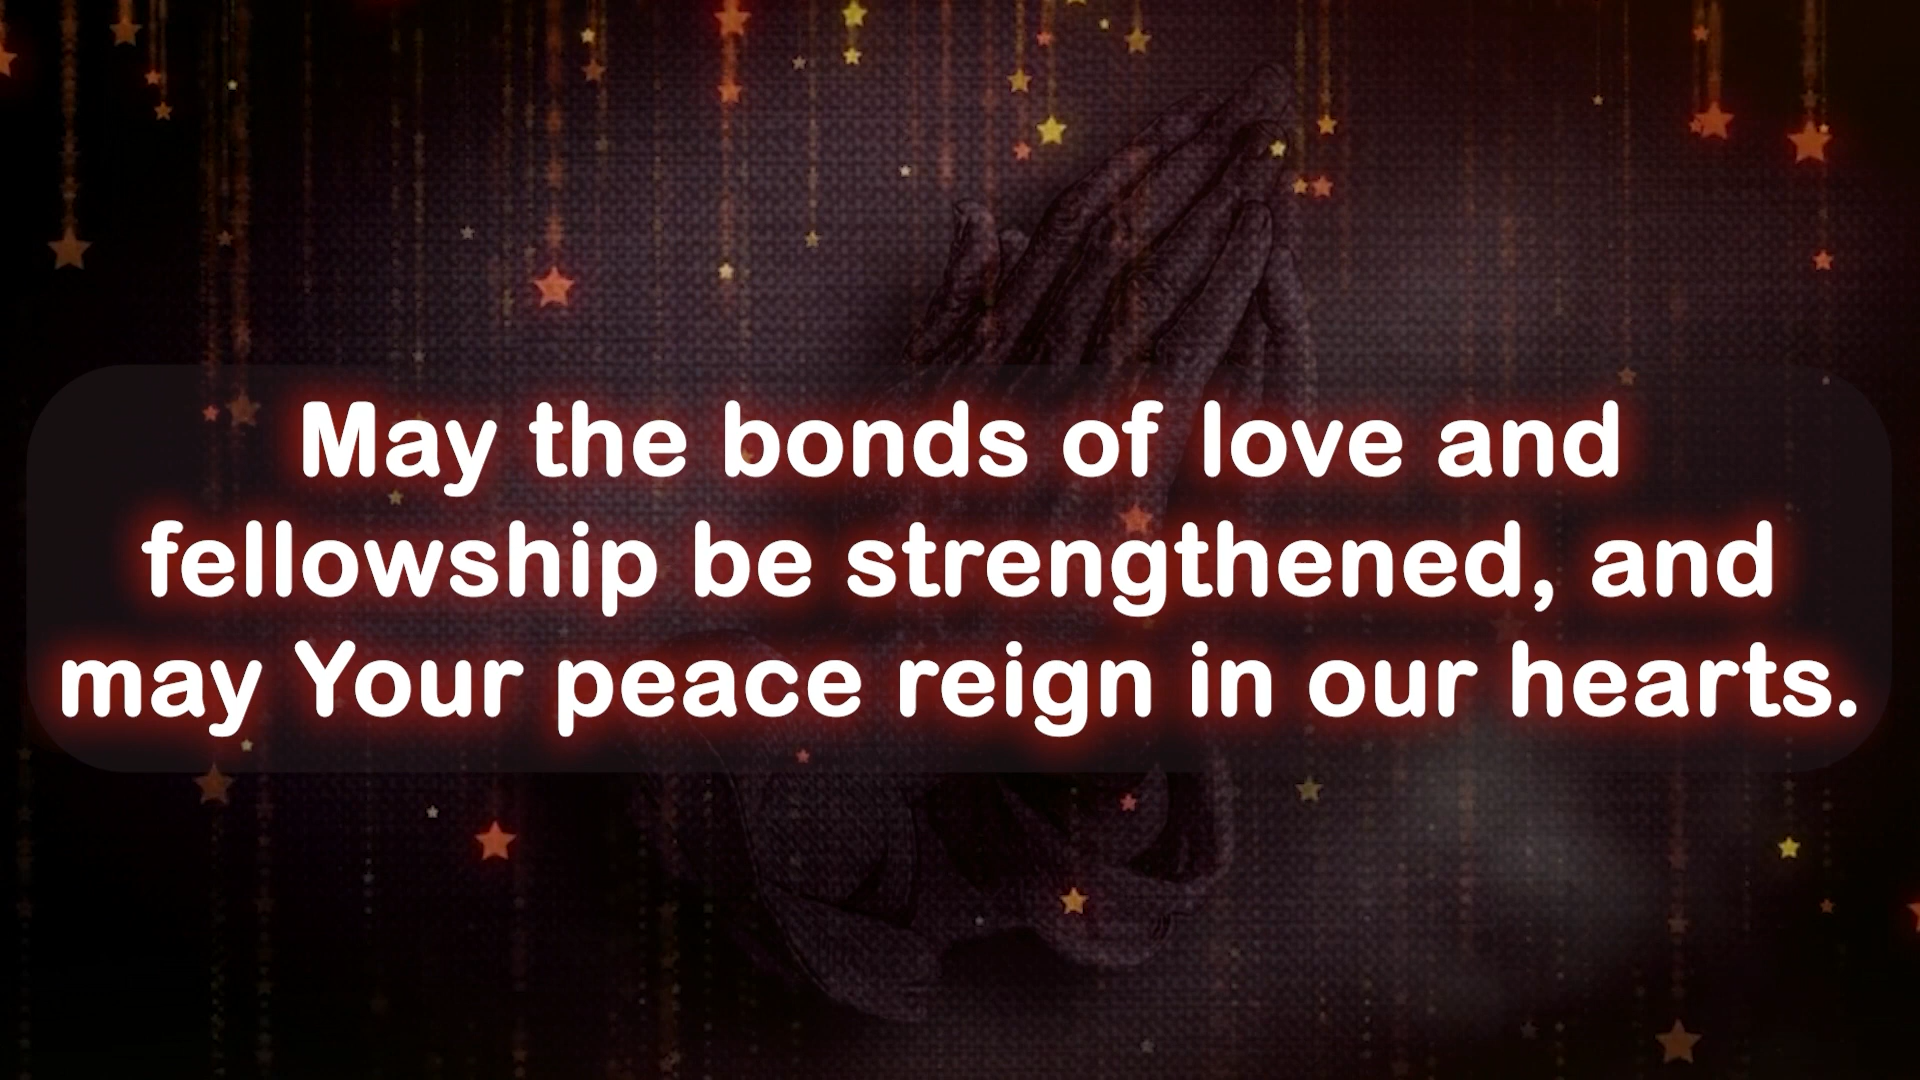 May the bonds of love and
fellowship be strengthened, and
may Your peace reign in our hearts.